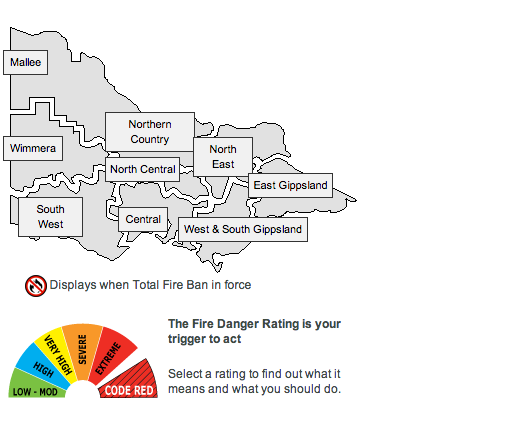 Mallee
Northern
Country
Wimmera
North
East
North Central
East Gippsland
South
West
Central
West & South Gippsland
Displays when Total Fire Ban in force
The Fire Danger Rating is your
trigger to act
Select a rating to find out what it
means and what you should do.
LOW - MOD
HIGH
VERY HIGH
SEVERE
EXTREME
CODE RED